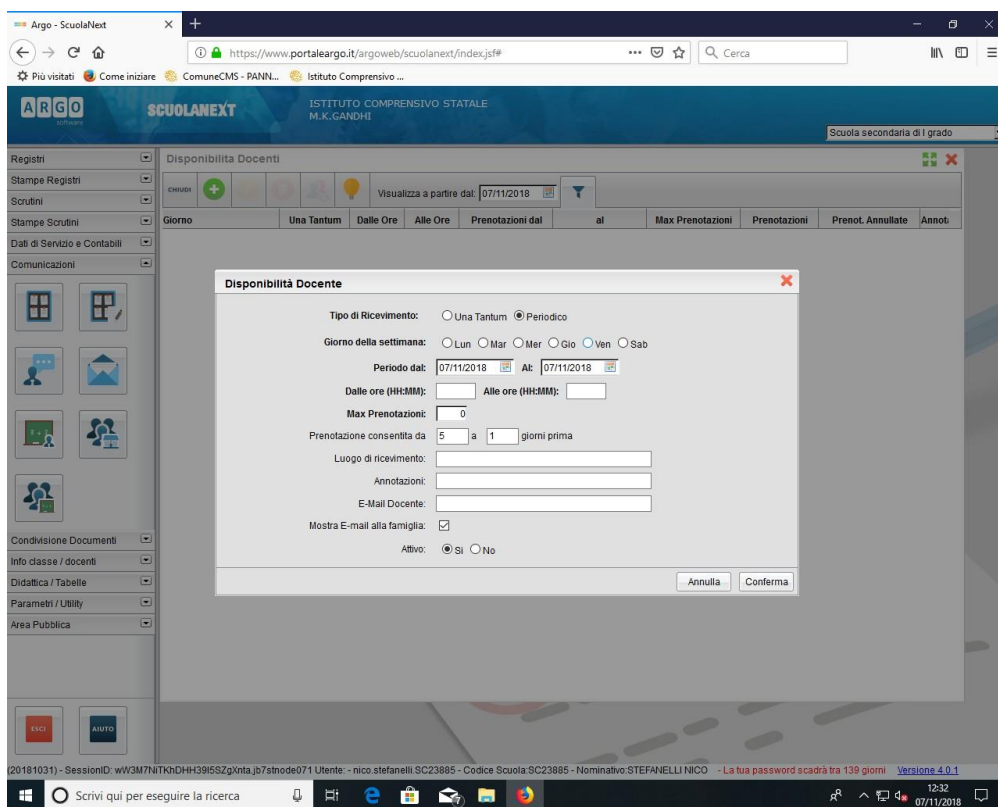 Argo - ScuolaNext
https://www.portaleargo.it/argoweb/scuolanext/index.jsf#
Cerca
Più visitati Come iniziare ComuneCMS - PANN... Istituto Comprensivo ...
ARGO
software
SCUOLANEXT
ISTITUTO COMPRENSIVO STATALE
M.K.GANDHI
Scuola secondaria di I grado
Registri
Stampe Registri
Scrutini
Stampe Scrutini
Dati di Servizio e Contabili
Comunicazioni
Condivisione Documenti
Info classe / docenti
Didattica / Tabelle
Parametri / Utility
Area Pubblica
ESCI AIUTO
Disponibilita Docenti
CHIUDI Visualizza a partire dal: 07/11/2018
Giorno Una Tantum Dalle Ore Alle Ore Prenotazioni dal al Max Prenotazioni Prenotazioni Prenot. Annullate Annot
Disponibilità Docente
Tipo di Ricevimento: Una Tantum Periodico
Giorno della settimana: Lun Mar Mer Gio Ven Sab
Periodo dal: 07/11/2018 Al: 07/11/2018
Dalle ore (HH:MM): Alle ore (HH:MM):
Max Prenotazioni: 0
Prenotazione consentita da 5 a 1 giorni prima
Luogo di ricevimento:
Annotazioni:
E-Mail Docente:
Mostra E-mail alla famiglia:
Attivo: Si No
Annulla Conferma
(20181031) - SessionID: Utente: - nico.stefanelli.SC23885 - Codice Scuola:SC23885 - Nominativo:STEFANELLI NICO - La tua password scadrà tra 139 giorni Versione 4.0.1
Scrivi qui per eseguire la ricerca
12:32
07/11/2018